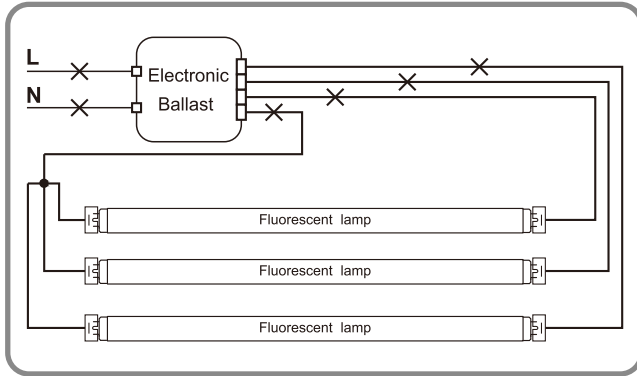 L
N
Electronic
Ballast
Fluorescent lamp
Fluorescent lamp
Fluorescent lamp